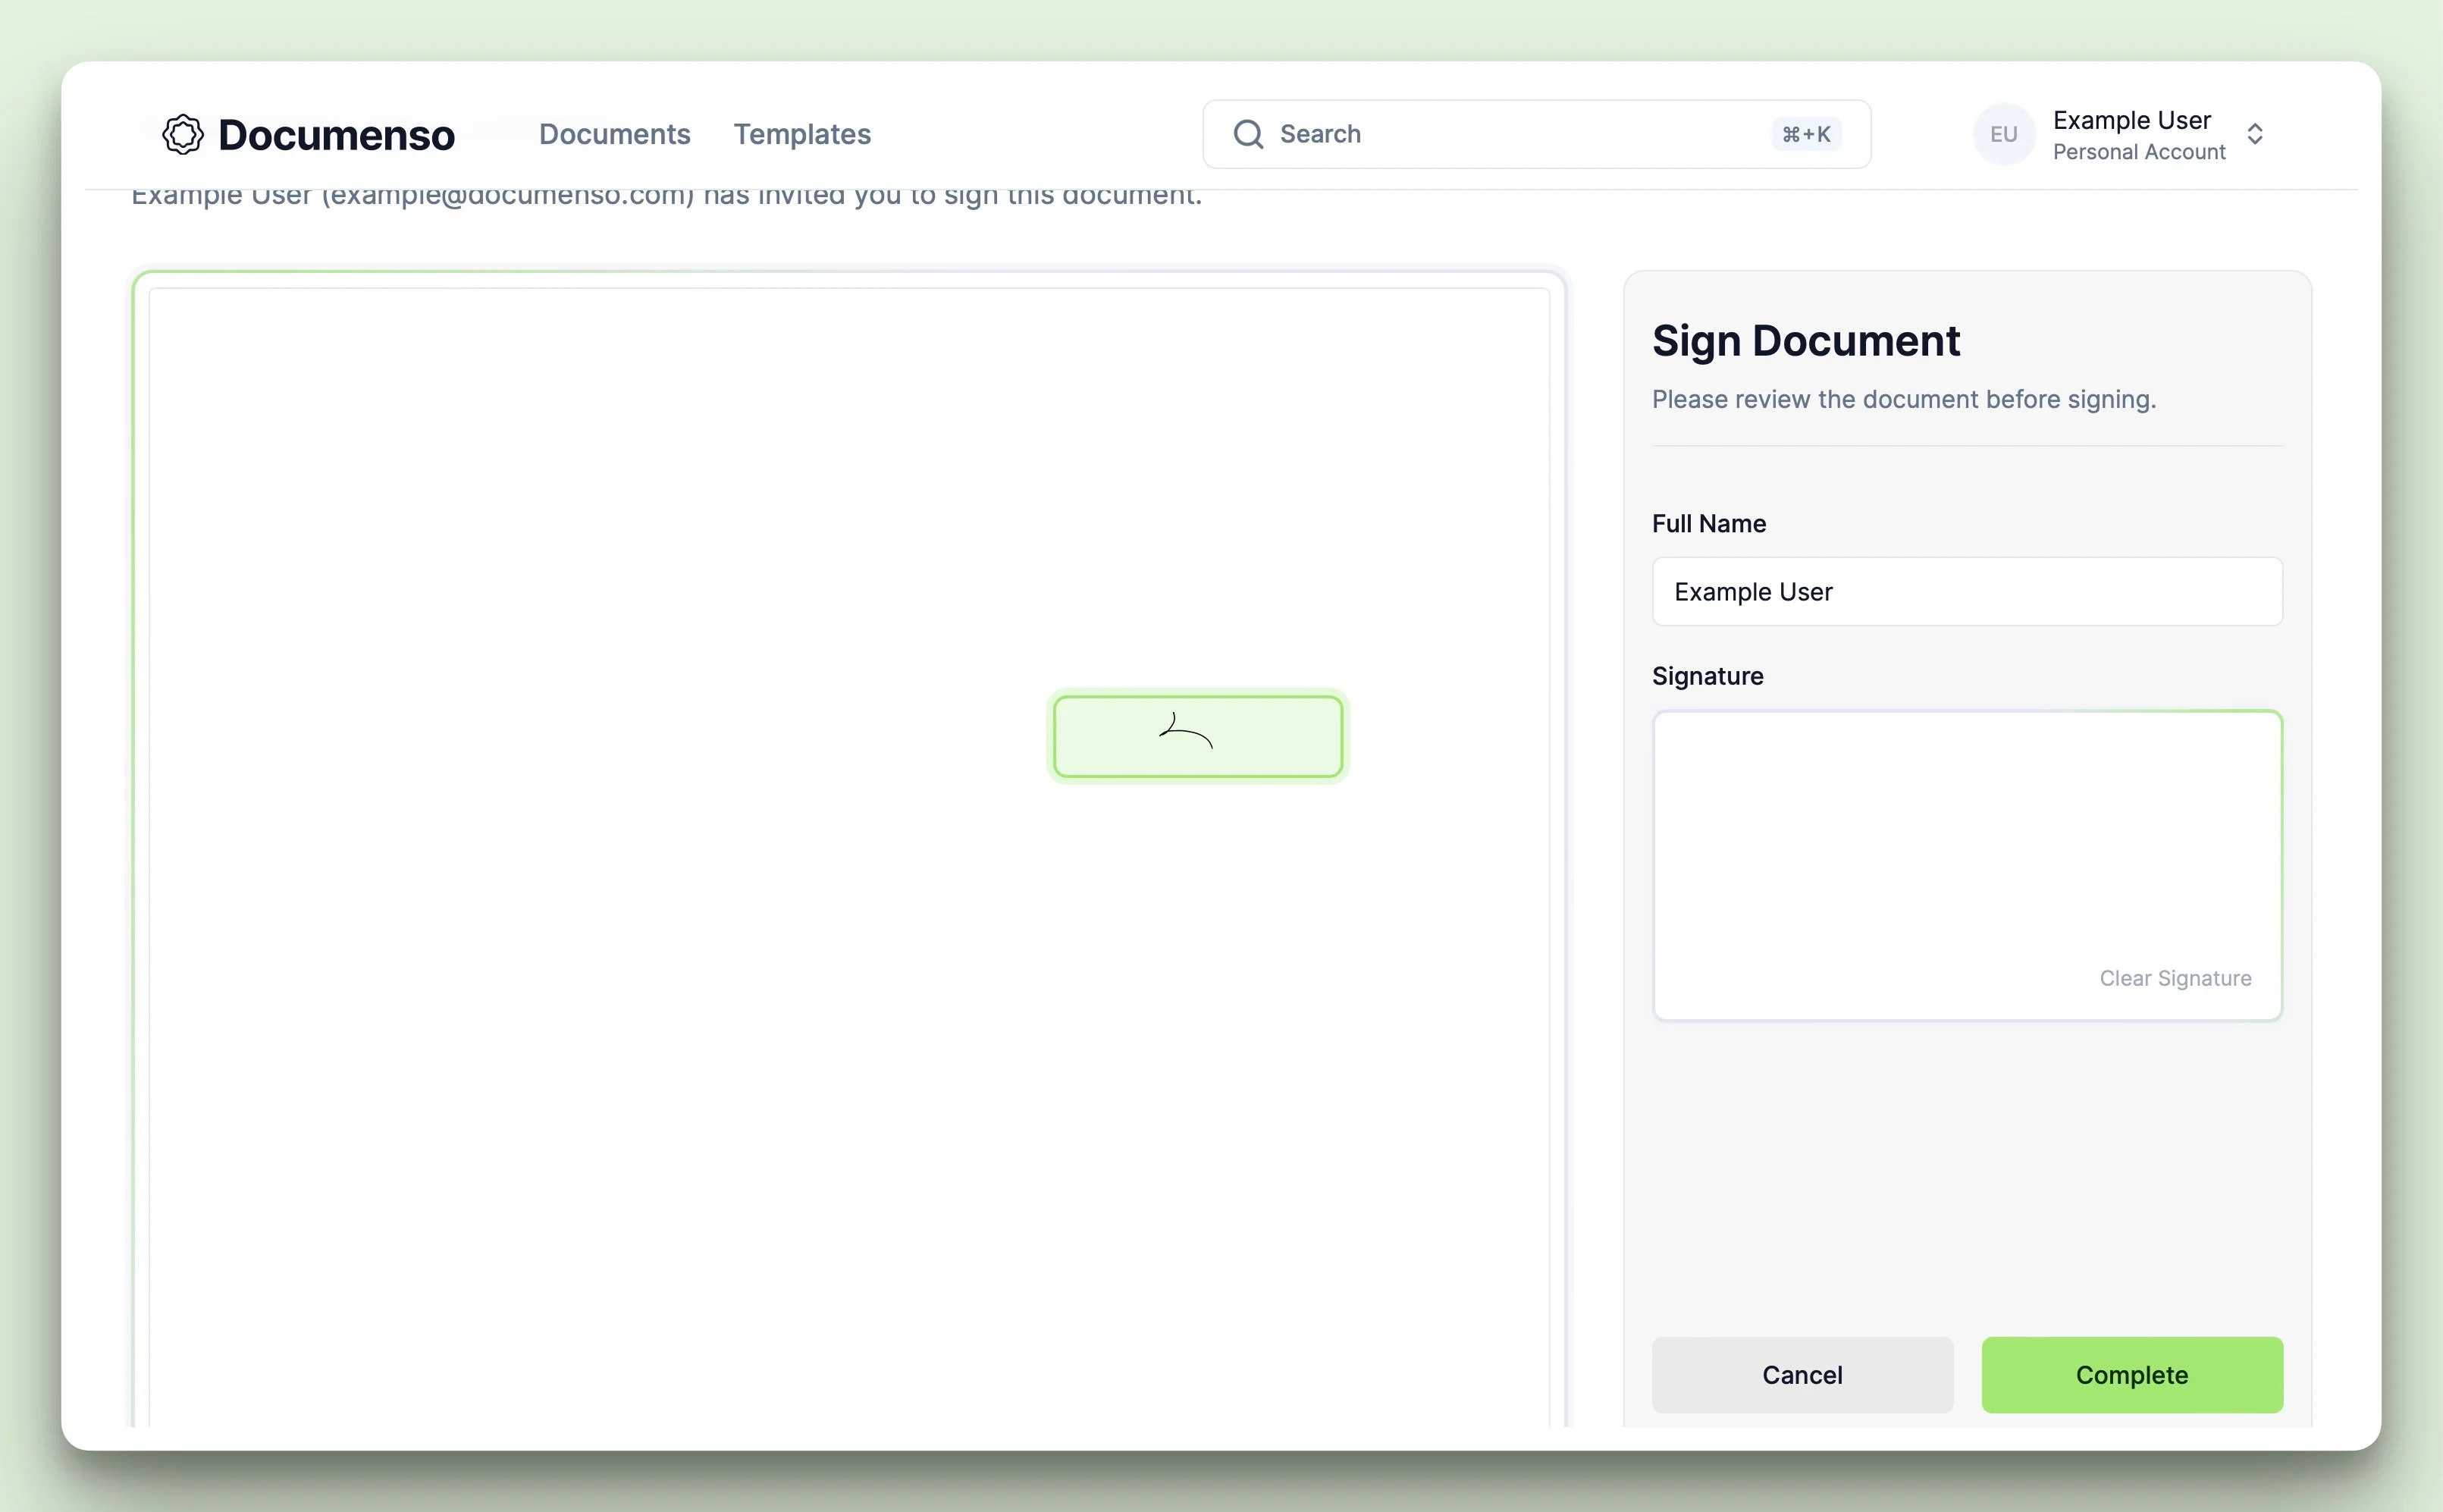 Documenso
Documents
Templates
Search
⌘+K
EU
Example User
Personal Account
Example User (example@documenso.com) has invited you to sign this document.
Sign Document
Please review the document before signing.
Full Name
Example User
Signature
Clear Signature
Cancel
Complete